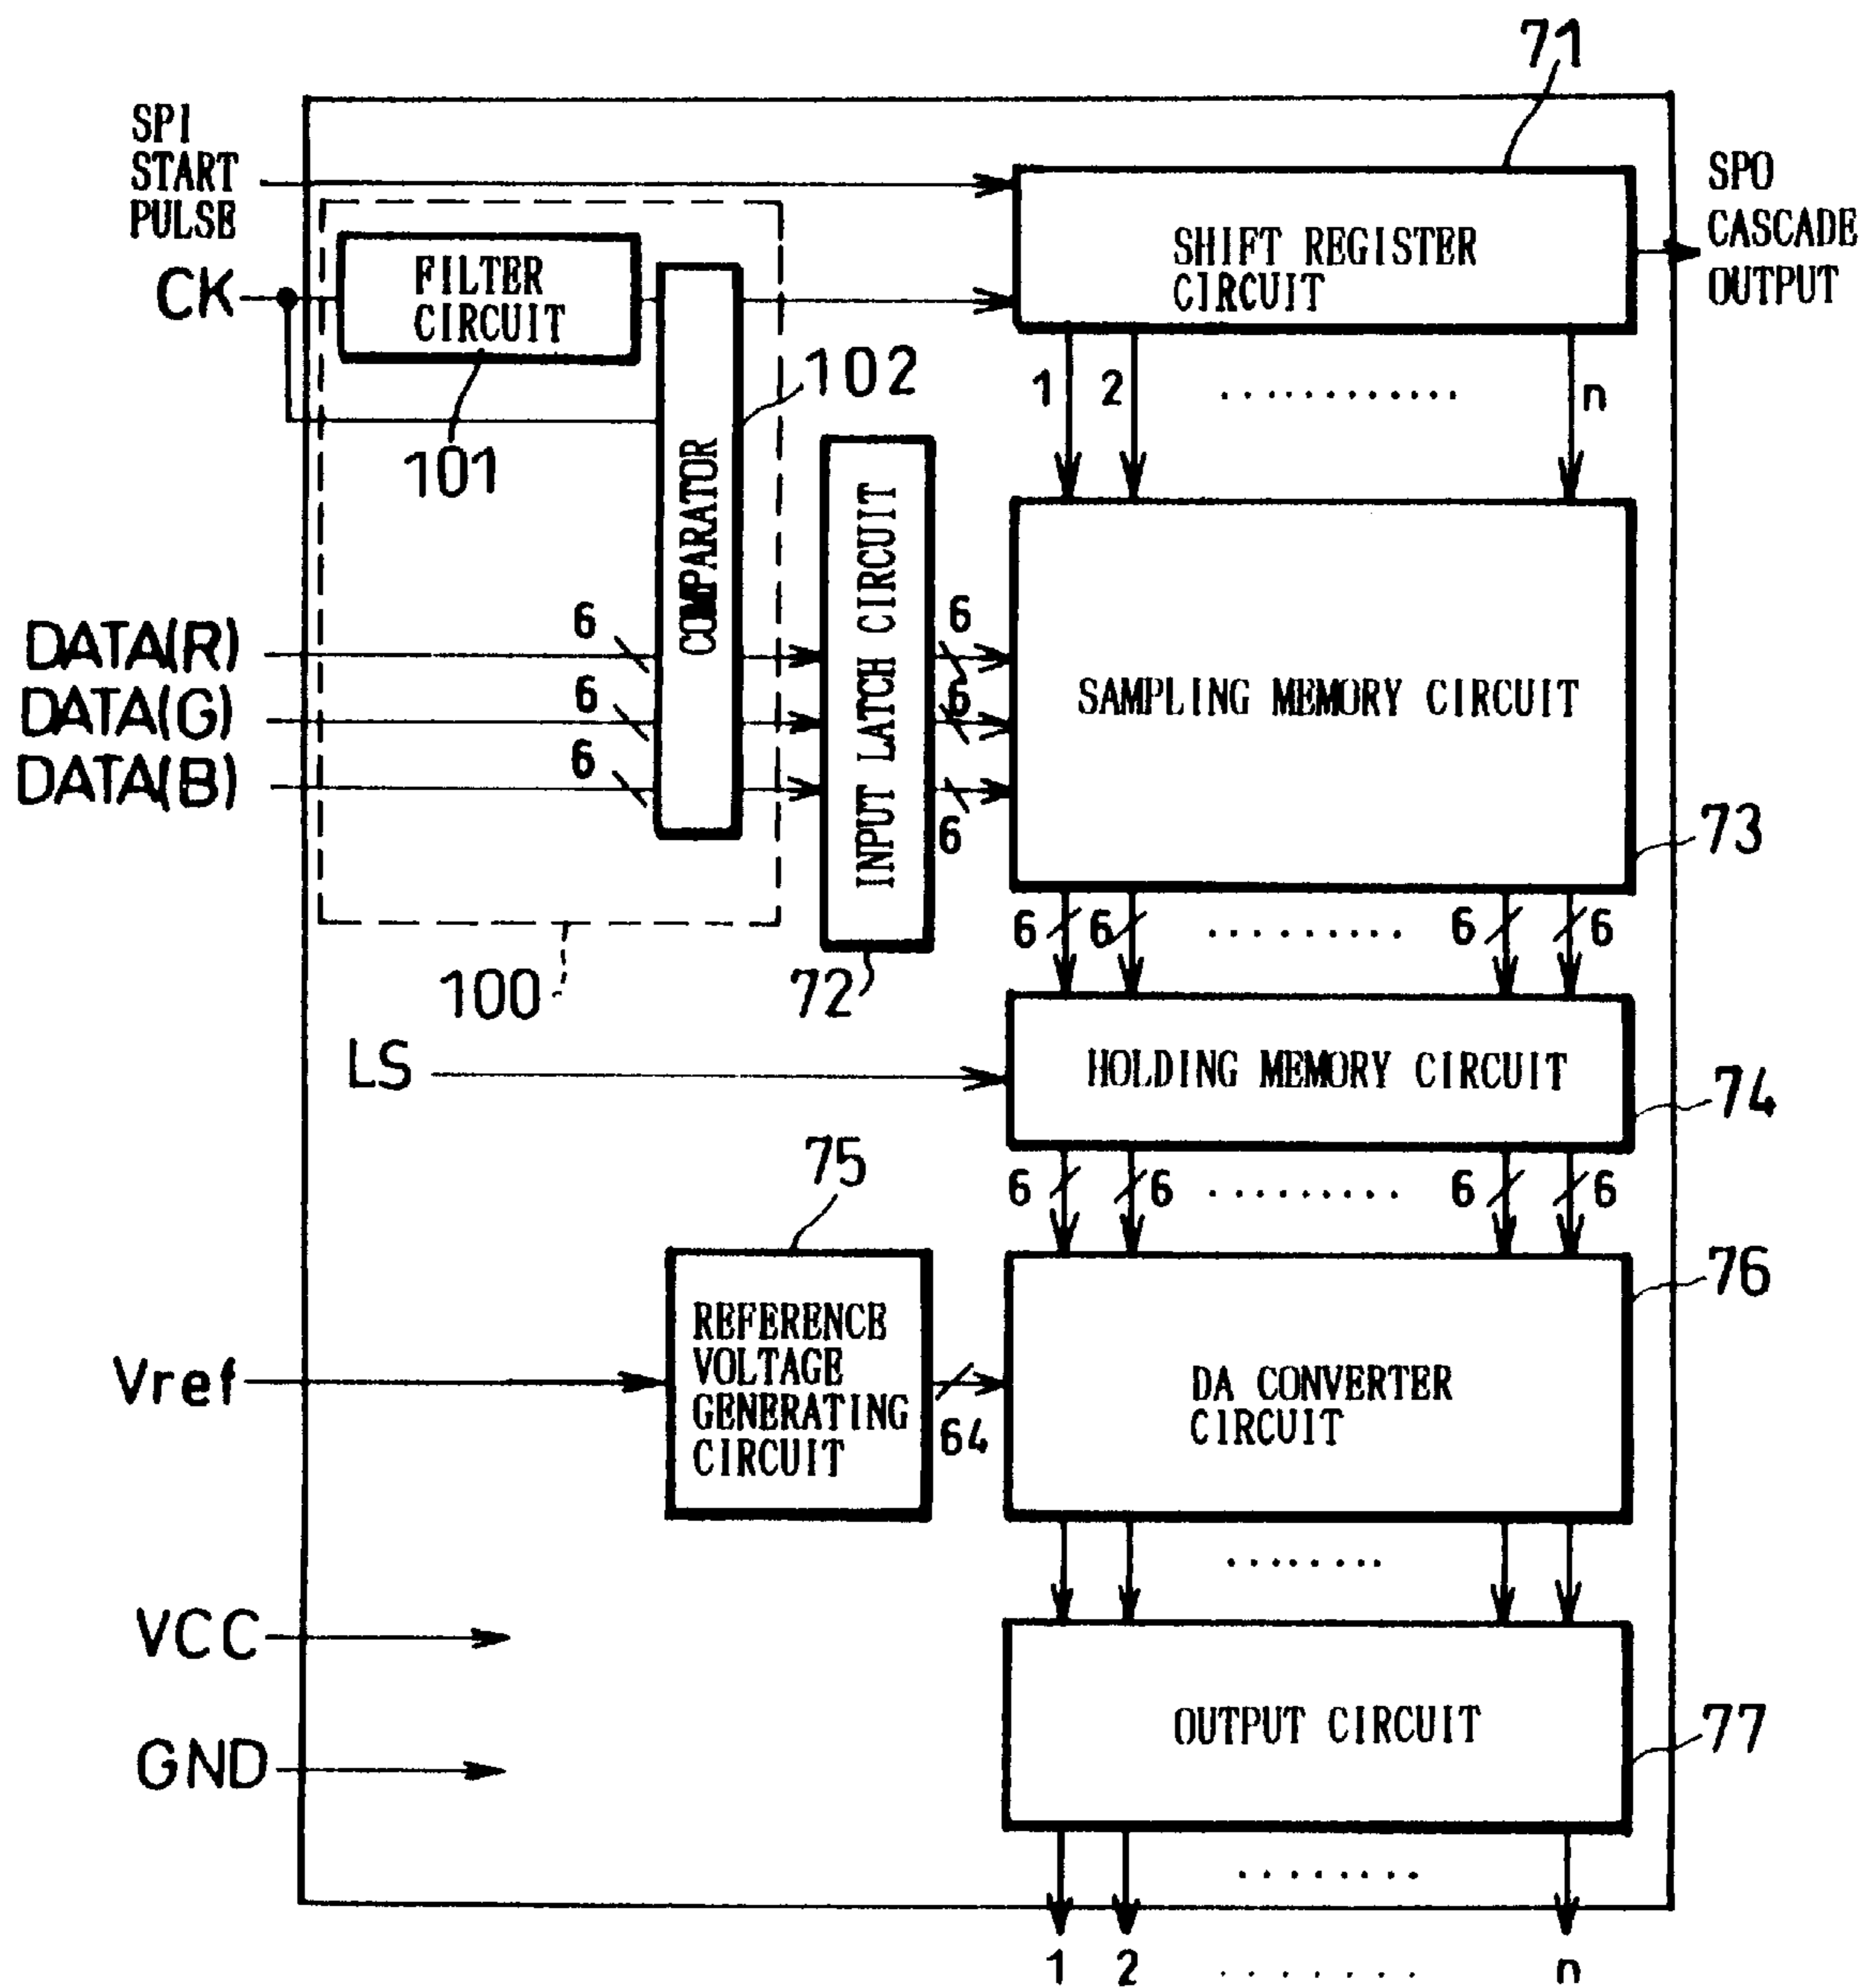 71
SPI
START
PULSE
SPO
CASCADE
OUTPUT
SHIFT REGISTER
CIRCUIT
FILTER
CIRCUIT
CK
102
1 2 ............ n
101
COMPARATOR
INPUT LATCH CIRCUIT
6 6
DATA(R)
6 6
DATA(G)
SAMPLING MEMORY CIRCUIT
6 6
DATA(B)
73
6 6 ......... 6 6
100
72
LS
HOLDING MEMORY CIRCUIT
74
75
6 6 ......... 6 6
76
REFERENCE
VOLTAGE
GENERATING
CIRCUIT
Vref
64
DA CONVERTER
CIRCUIT
........
VCC
OUTPUT CIRCUIT
77
GND
........
1 2 ....... n